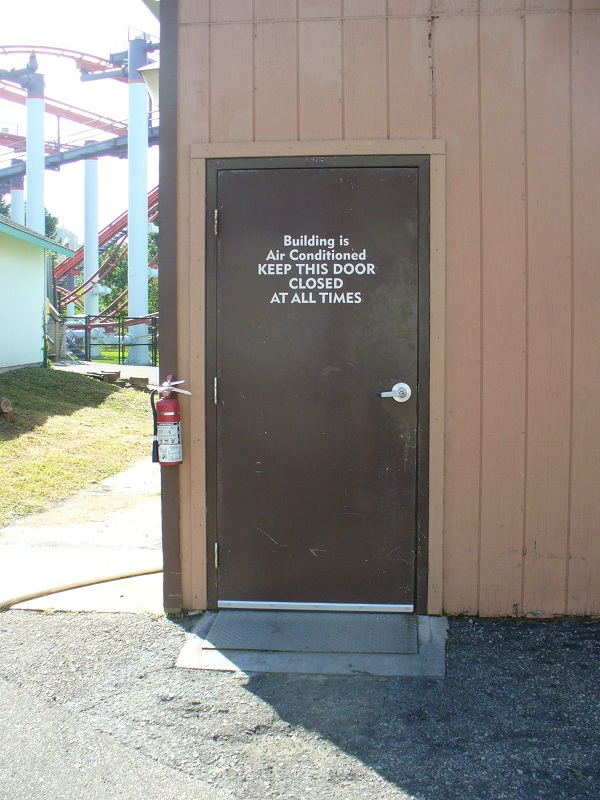 Building is
Air Conditioned
KEEP THIS DOOR
CLOSED
AT ALL TIMES